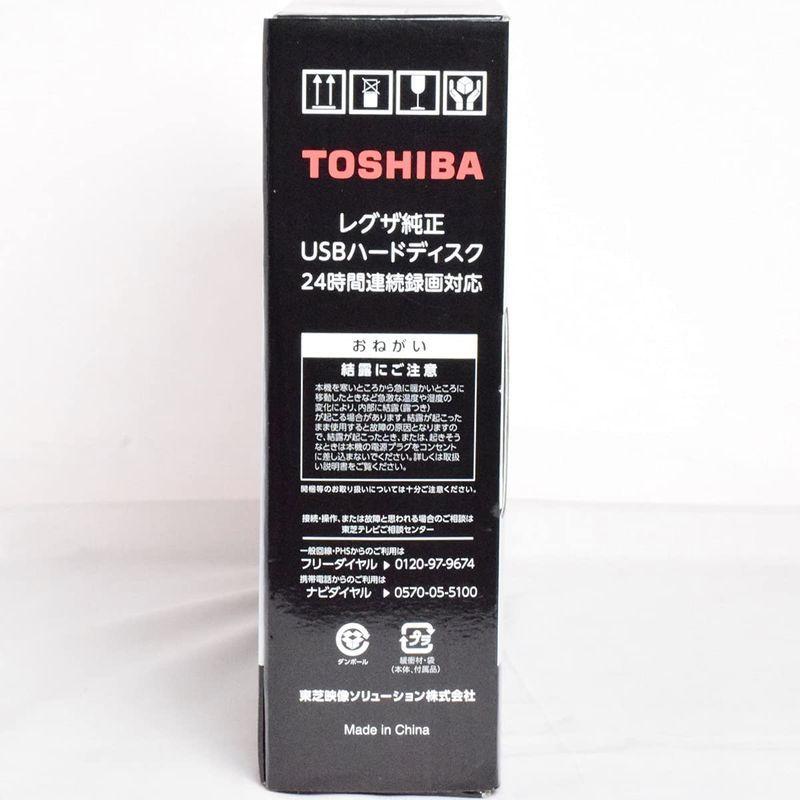 TOSHIBA
レグザ純正
USBハードディスク
24時間連続録画対応
おねがい
結露にご注意
本機を寒いところから急に暖かいところに
移動したときなど急激な温度や湿度の
変化により、内部に結露(露つき)
が起こる場合があります。結露が起こった
まま使用すると故障の原因となりますの
で、結露が起こったとき、または、起きそう
なときは本機の電源プラグをコンセント
に差し込まないでください。詳しくは取扱
い説明書をご覧ください。
開梱等のお取り扱いについては十分ご注意ください。
接続・操作、または故障と思われる場合のご相談は
東芝テレビご相談センター
一般回線・PHSからのご利用は
フリーダイヤル ▶ 0120-97-9674
携帯電話からのご利用は
ナビダイヤル ▶ 0570-05-5100
ダンボール
プラ
緩衝材・袋
(本体、付属品)
東芝映像ソリューション株式会社
Made in China